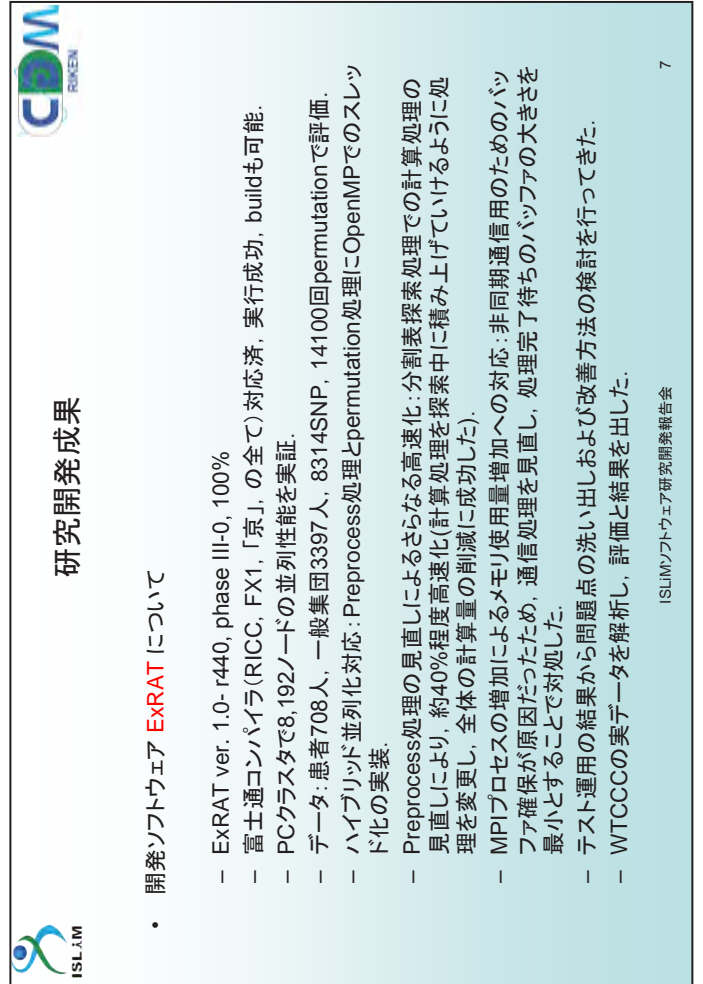 ISLiM
RIKEN
研究開発成果
• 開発ソフトウェア ExRAT について
– ExRAT ver. 1.0- r440, phase III-0, 100%
– 富士通コンパイラ(RICC, FX1, 「京」, の全て)対応済, 実行成功, buildも可能.
– PCクラスタで8,192ノードの並列性能を実証.
– データ: 患者708人, 一般集団3397人, 8314SNP, 14100回permutationで評価.
– ハイブリッド並列化対応: Preprocess処理とpermutation処理にOpenMPでのスレッ
ド化の実装.
– Preprocess処理の見直しによるさらなる高速化: 分割表探索処理での計算処理の
見直しにより, 約40%程度高速化(計算処理を探索中に積み上げていけるように処
理を変更し, 全体の計算量の削減に成功した).
– MPIプロセスの増加によるメモリ使用量増加への対応: 非同期通信用のためのバッ
ファ確保が原因だったため, 通信処理を見直し, 処理完了待ちのバッファの大きさを
最小とすることで対処した.
– テスト運用の結果から問題点の洗い出しおよび改善方法の検討を行ってきた.
– WTCCCの実データを解析し, 評価と結果を出した.
ISLiMソフトウェア研究開発報告会
7